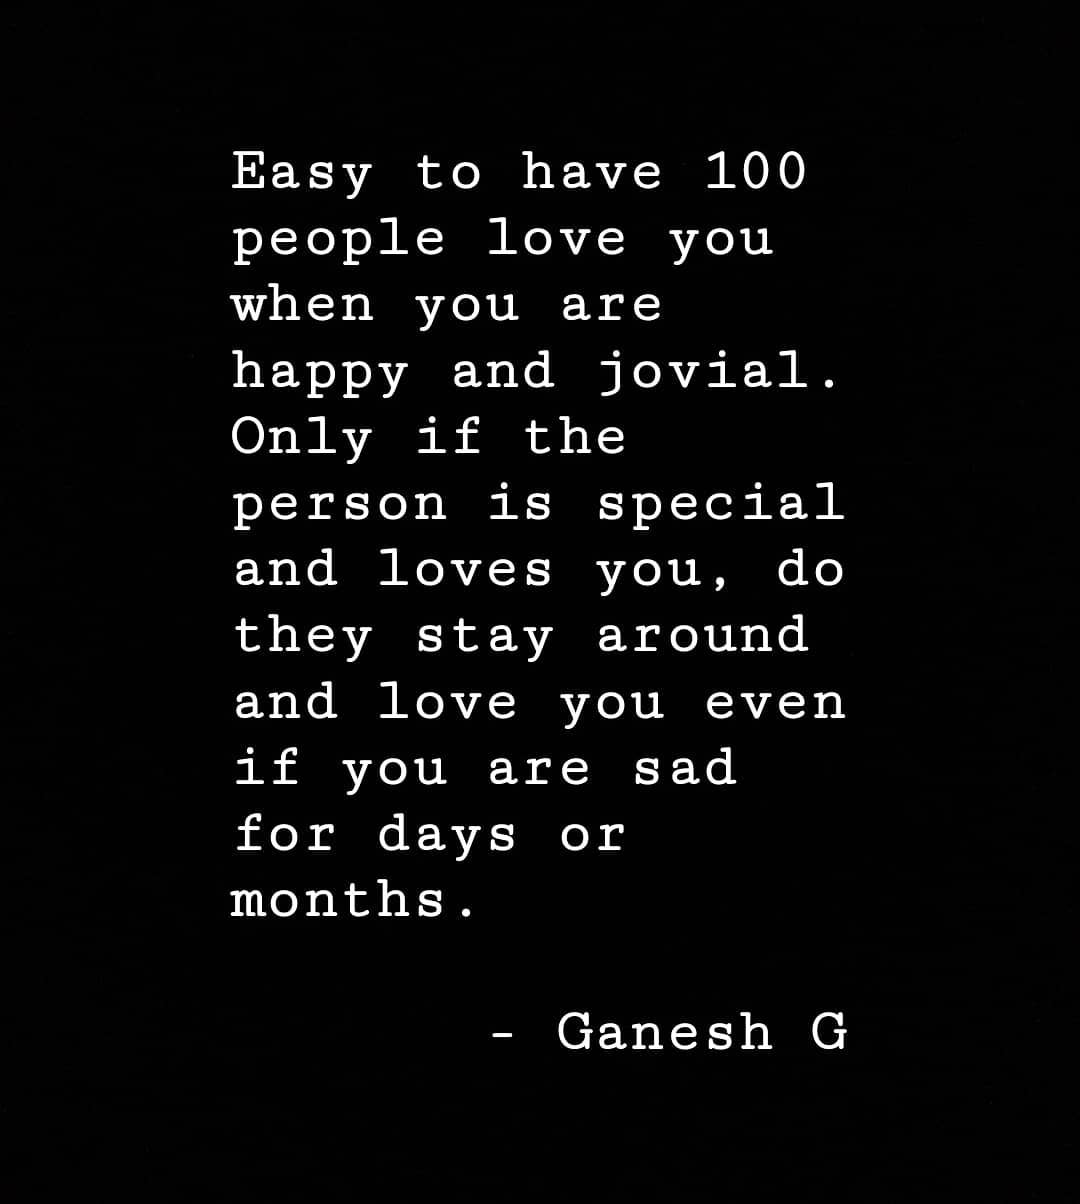 Easy to have 100
people love you
when you are
happy and jovial.
Only if the
person is special
and loves you, do
they stay around
and love you even
if you are sad
for days or
months.
- Ganesh G